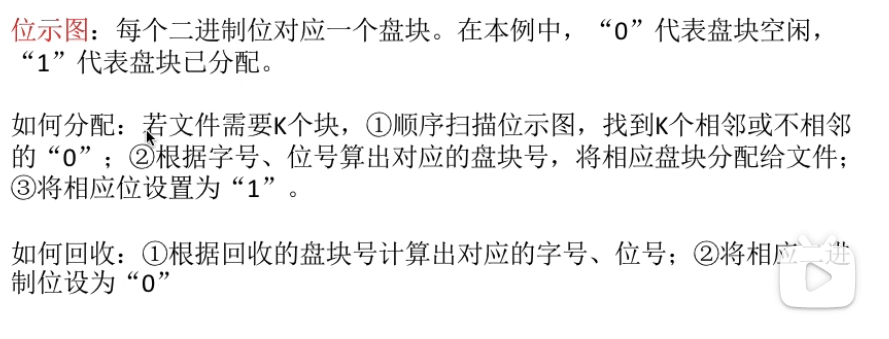 位示图：每个二进制位对应一个盘块。在本例中，“0”代表盘块空闲，
“1”代表盘块已分配。
如何分配：若文件需要K个块，①顺序扫描位示图，找到K个相邻或不相邻
的“0”；②根据字号、位号算出对应的盘块号，将相应盘块分配给文件；
③将相应位设置为“1”。
如何回收：①根据回收的盘块号计算出对应的字号、位号；②将相应二进
制位设为“0”